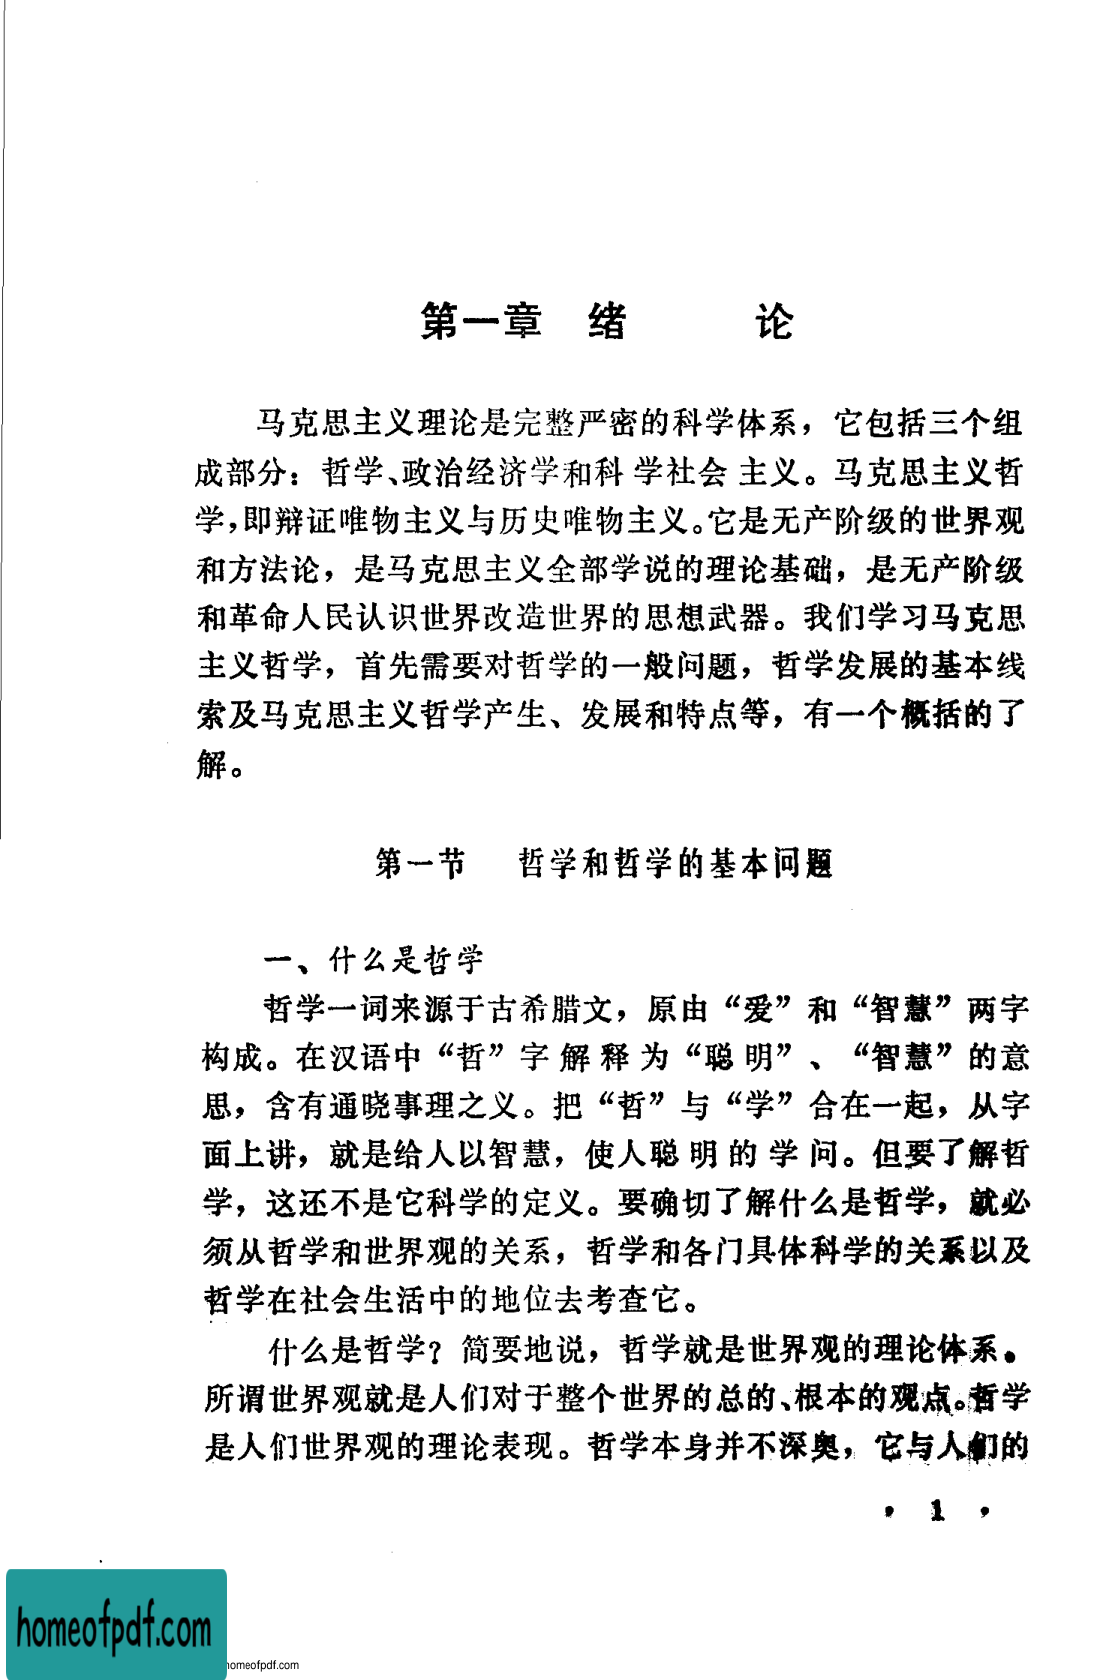 第一章 绪 论
马克思主义理论是完整严密的科学体系，它包括三个组
成部分：哲学、政治经济学和科学社会主义。马克思主义哲
学，即辩证唯物主义与历史唯物主义。它是无产阶级的世界观
和方法论，是马克思主义全部学说的理论基础，是无产阶级
和革命人民认识世界改造世界的思想武器。我们学习马克思
主义哲学，首先需要对哲学的一般问题，哲学发展的基本线
索及马克思主义哲学产生、发展和特点等，有一个概括的了
解。
第一节 哲学和哲学的基本问题
一、什么是哲学
哲学一词来源于古希腊文，原由“爱”和“智慧”两字
构成。在汉语中“哲”字解释为“聪明”、“智慧”的意
思，含有通晓事理之义。把“哲”与“学”合在一起，从字
面上讲，就是给人以智慧，使人聪明的学问。但要了解哲
学，这还不是它科学的定义。要确切了解什么是哲学，就必
须从哲学和世界观的关系，哲学和各门具体科学的关系以及
哲学在社会生活中的地位去考查它。
什么是哲学？简要地说，哲学就是世界观的理论体系。
所谓世界观就是人们对于整个世界的总的、根本的观点。哲学
是人们世界观的理论表现。哲学本身并不深奥，它与人们的
• 1 •
homeofpdf.com
homeofpdf.com